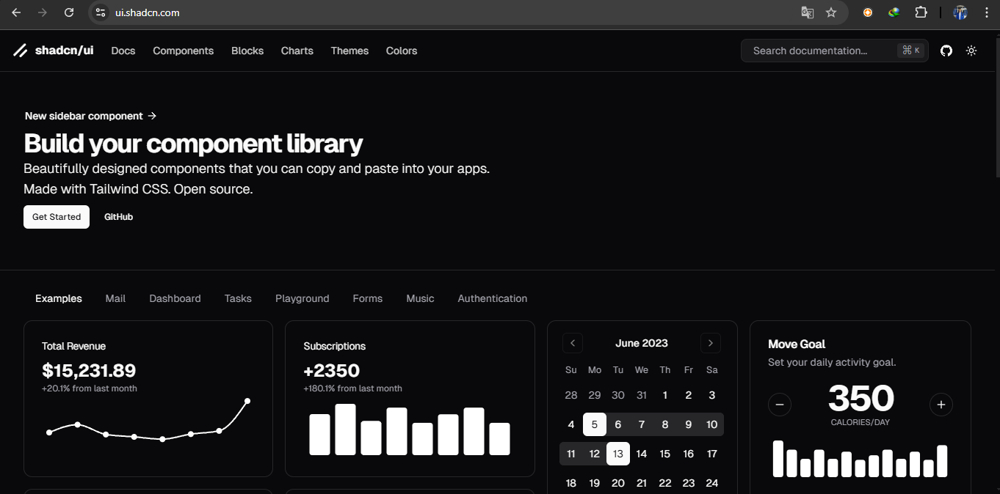 ui.shadcn.com
shadcn/ui Docs Components Blocks Charts Themes Colors Search documentation... ⌘ K
New sidebar component →
Build your component library
Beautifully designed components that you can copy and paste into your apps.
Made with Tailwind CSS. Open source.
Get Started GitHub
Examples Mail Dashboard Tasks Playground Forms Music Authentication
Total Revenue
$15,231.89
+20.1% from last month
Subscriptions
+2350
+180.1% from last month
June 2023
Su Mo Tu We Th Fr Sa
28 29 30 31 1 2 3
4 5 6 7 8 9 10
11 12 13 14 15 16 17
18 19 20 21 22 23 24
Move Goal
Set your daily activity goal.
350
CALORIES/DAY